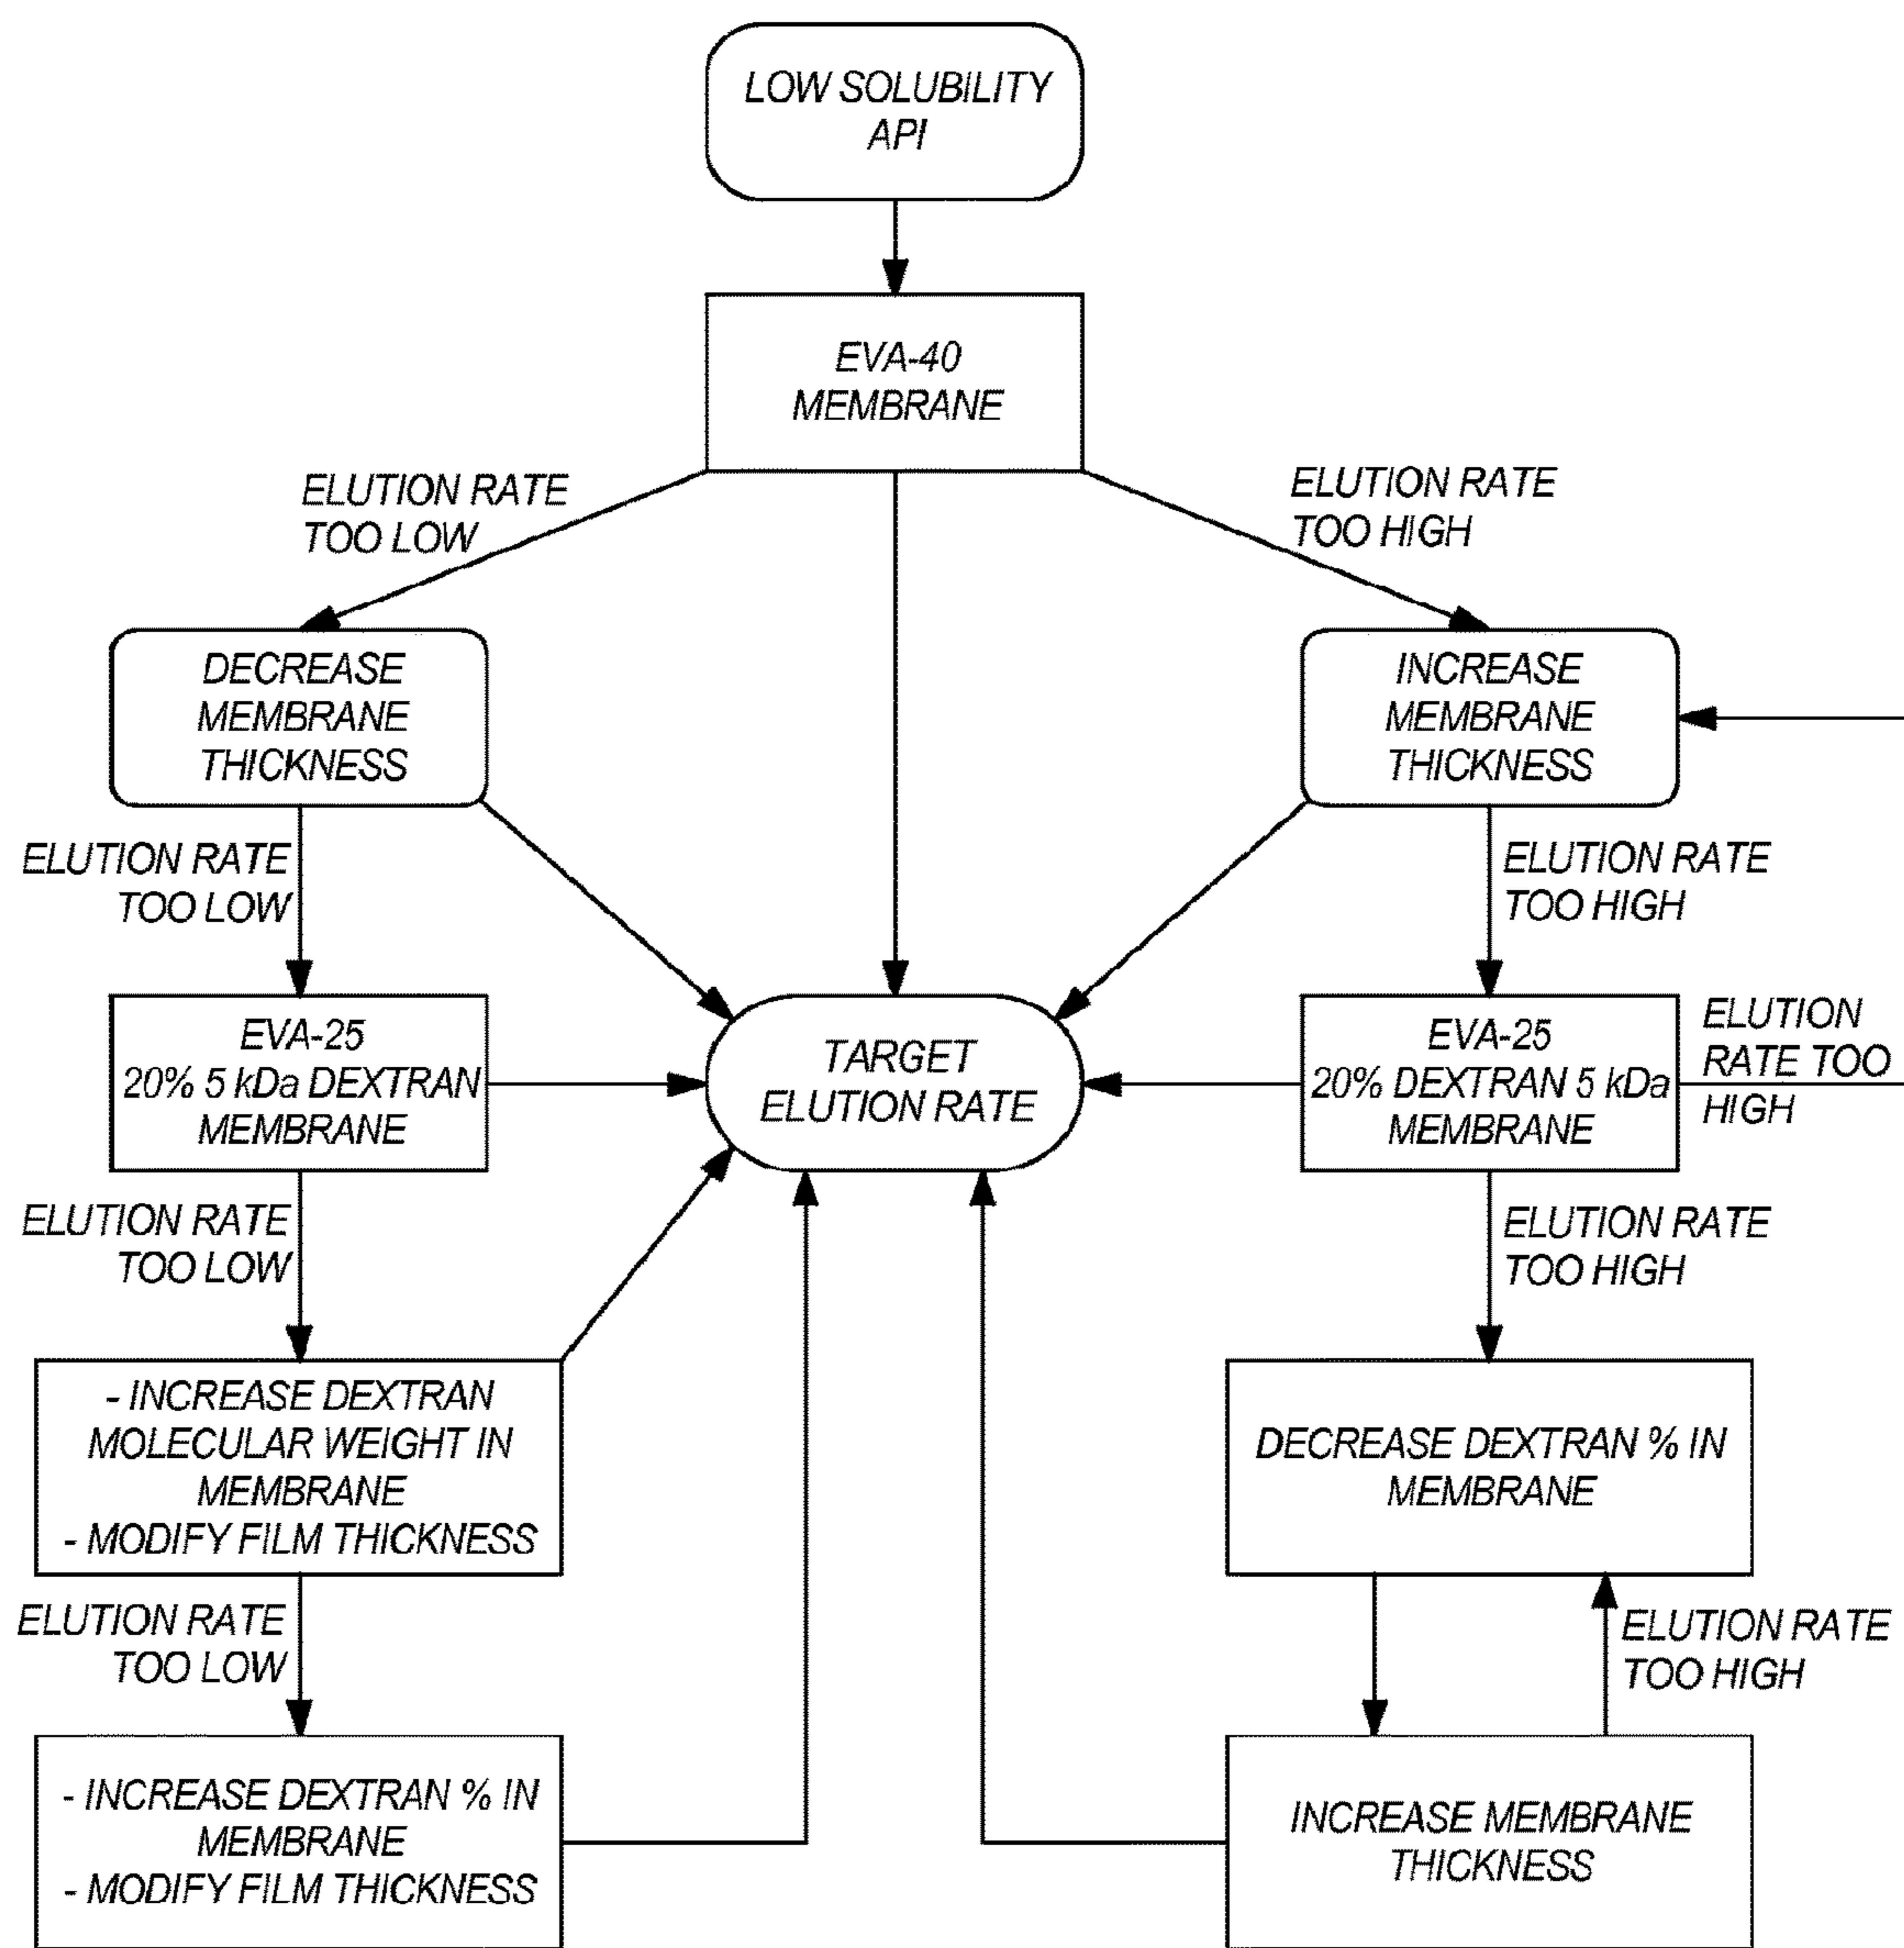 LOW SOLUBILITY
API
EVA-40
MEMBRANE
ELUTION RATE
TOO LOW
ELUTION RATE
TOO HIGH
DECREASE
MEMBRANE
THICKNESS
INCREASE
MEMBRANE
THICKNESS
ELUTION RATE
TOO LOW
ELUTION RATE
TOO HIGH
EVA-25
20% 5 kDa DEXTRAN
MEMBRANE
TARGET
ELUTION RATE
EVA-25
20% DEXTRAN 5 kDa
MEMBRANE
ELUTION
RATE TOO
HIGH
ELUTION RATE
TOO LOW
ELUTION RATE
TOO HIGH
- INCREASE DEXTRAN
MOLECULAR WEIGHT IN
MEMBRANE
- MODIFY FILM THICKNESS
DECREASE DEXTRAN % IN
MEMBRANE
ELUTION RATE
TOO LOW
ELUTION RATE
TOO HIGH
- INCREASE DEXTRAN % IN
MEMBRANE
- MODIFY FILM THICKNESS
INCREASE MEMBRANE
THICKNESS